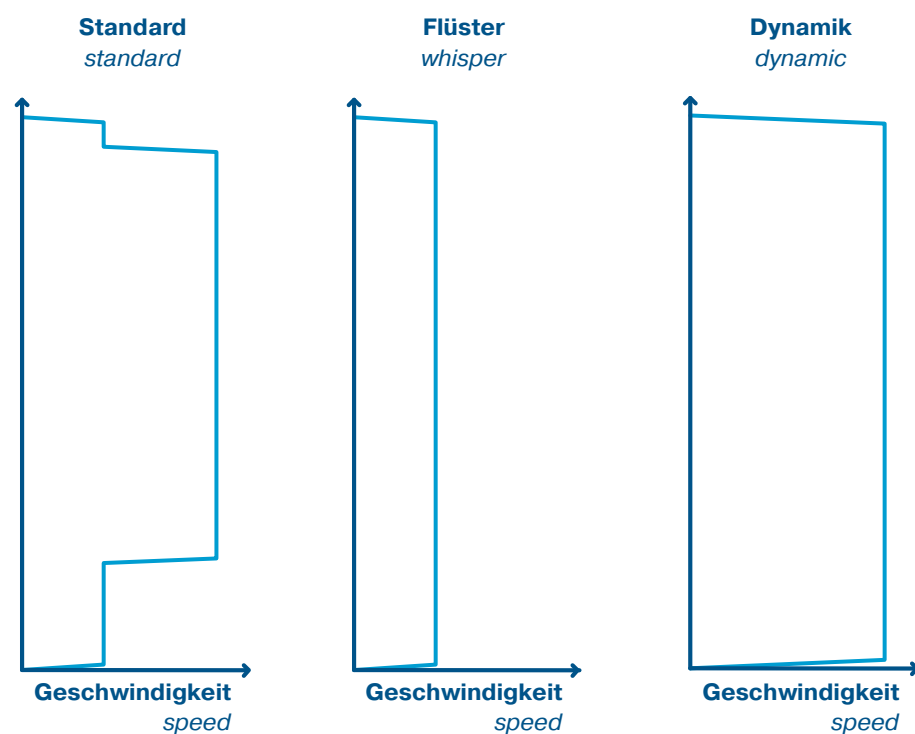 Standard
standard
Flüster
whisper
Dynamik
dynamic
Geschwindigkeit
speed
Geschwindigkeit
speed
Geschwindigkeit
speed